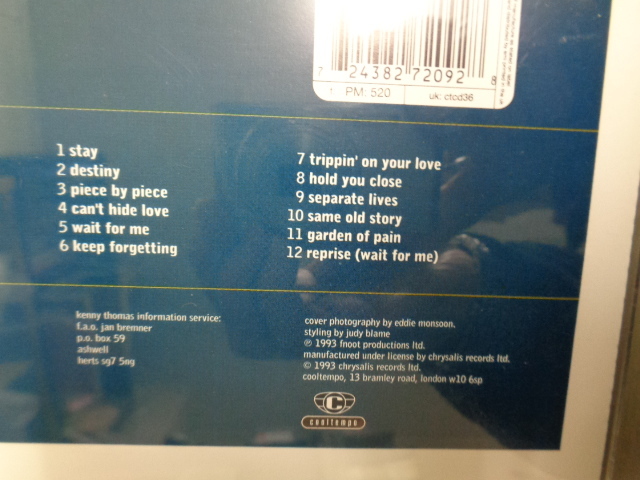 7 24382 72092 8
1 PM: 520 uk: ctcd36
1 stay
2 destiny
3 piece by piece
4 can't hide love
5 wait for me
6 keep forgetting
7 trippin' on your love
8 hold you close
9 separate lives
10 same old story
11 garden of pain
12 reprise (wait for me)
kenny thomas information service:
f.a.o. jan bremner
p.o. box 59
ashwell
herts sg7 5ng
cover photography by eddie monsoon.
styling by judy blame
℗ 1993 fnoot productions ltd.
manufactured under license by chrysalis records ltd.
© 1993 chrysalis records ltd.
cooltempo, 13 bramley road, london w10 6sp
C
cooltempo